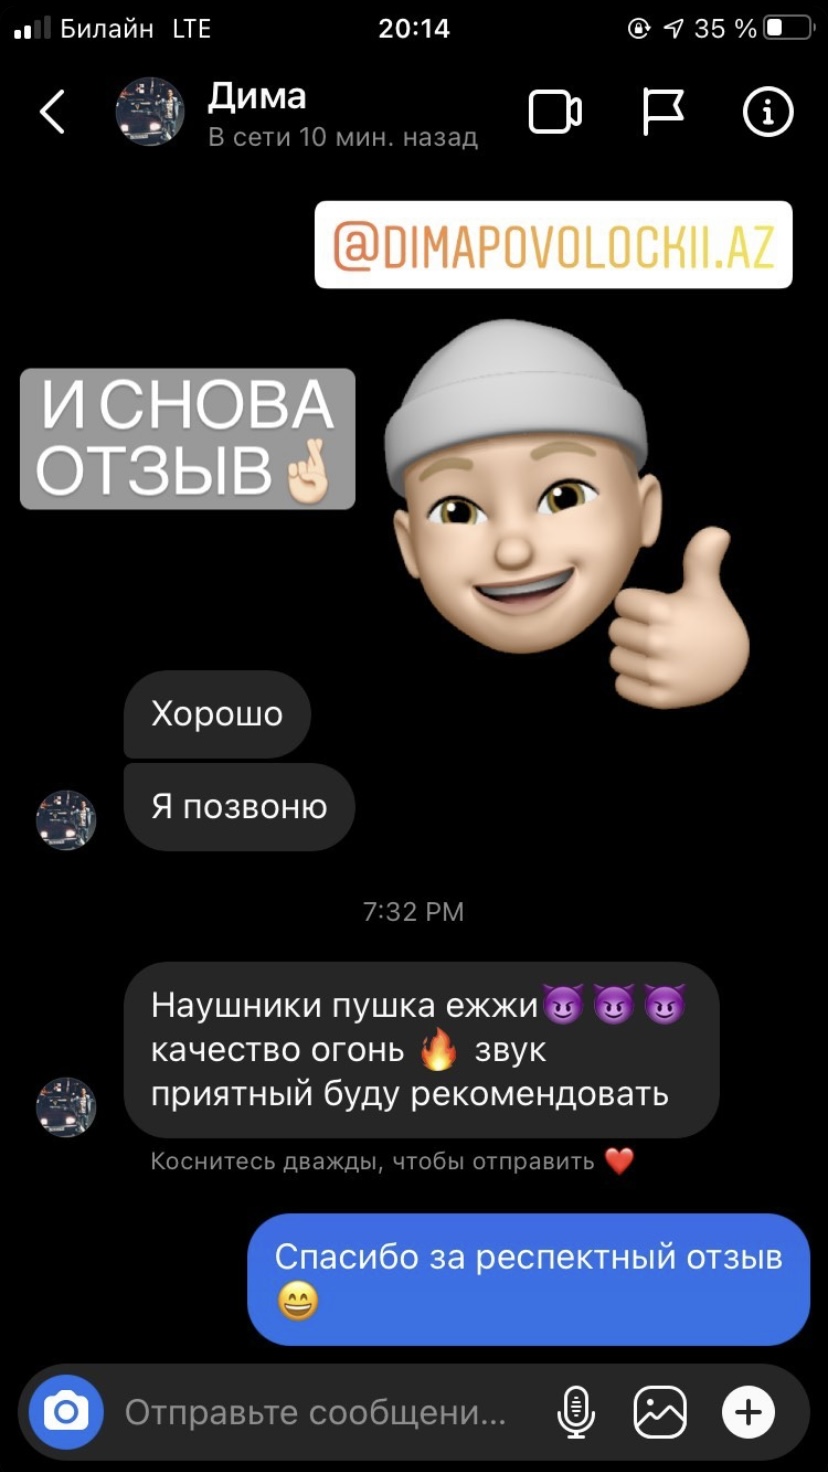 Билайн LTE 20:14 35 %
Дима
В сети 10 мин. назад
@DIMAPOVOLOCKII.AZ
И СНОВА
ОТЗЫВ🤞🏻
Хорошо
Я позвоню
7:32 PM
Наушники пушка ежжи😈😈😈
качество огонь 🔥 звук
приятный буду рекомендовать
Коснитесь дважды, чтобы отправить ❤️
Спасибо за респектный отзыв
😄
Отправьте сообщени...